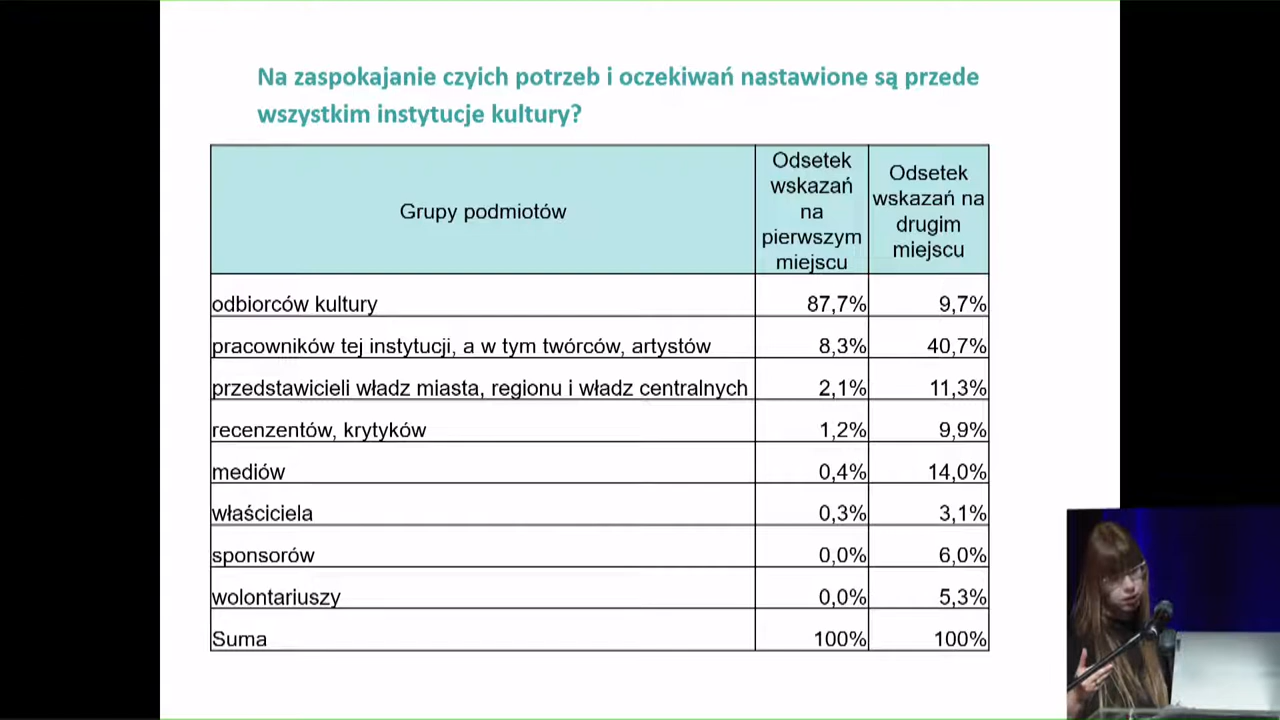 Na zaspokajanie czyich potrzeb i oczekiwań nastawione są przede
wszystkim instytucje kultury?
Grupy podmiotów
Odsetek
wskazań
na
pierwszym
miejscu
Odsetek
wskazań na
drugim
miejscu
odbiorców kultury 87,7% 9,7%
pracowników tej instytucji, a w tym twórców, artystów 8,3% 40,7%
przedstawicieli władz miasta, regionu i władz centralnych 2,1% 11,3%
recenzentów, krytyków 1,2% 9,9%
mediów 0,4% 14,0%
właściciela 0,3% 3,1%
sponsorów 0,0% 6,0%
wolontariuszy 0,0% 5,3%
Suma 100% 100%